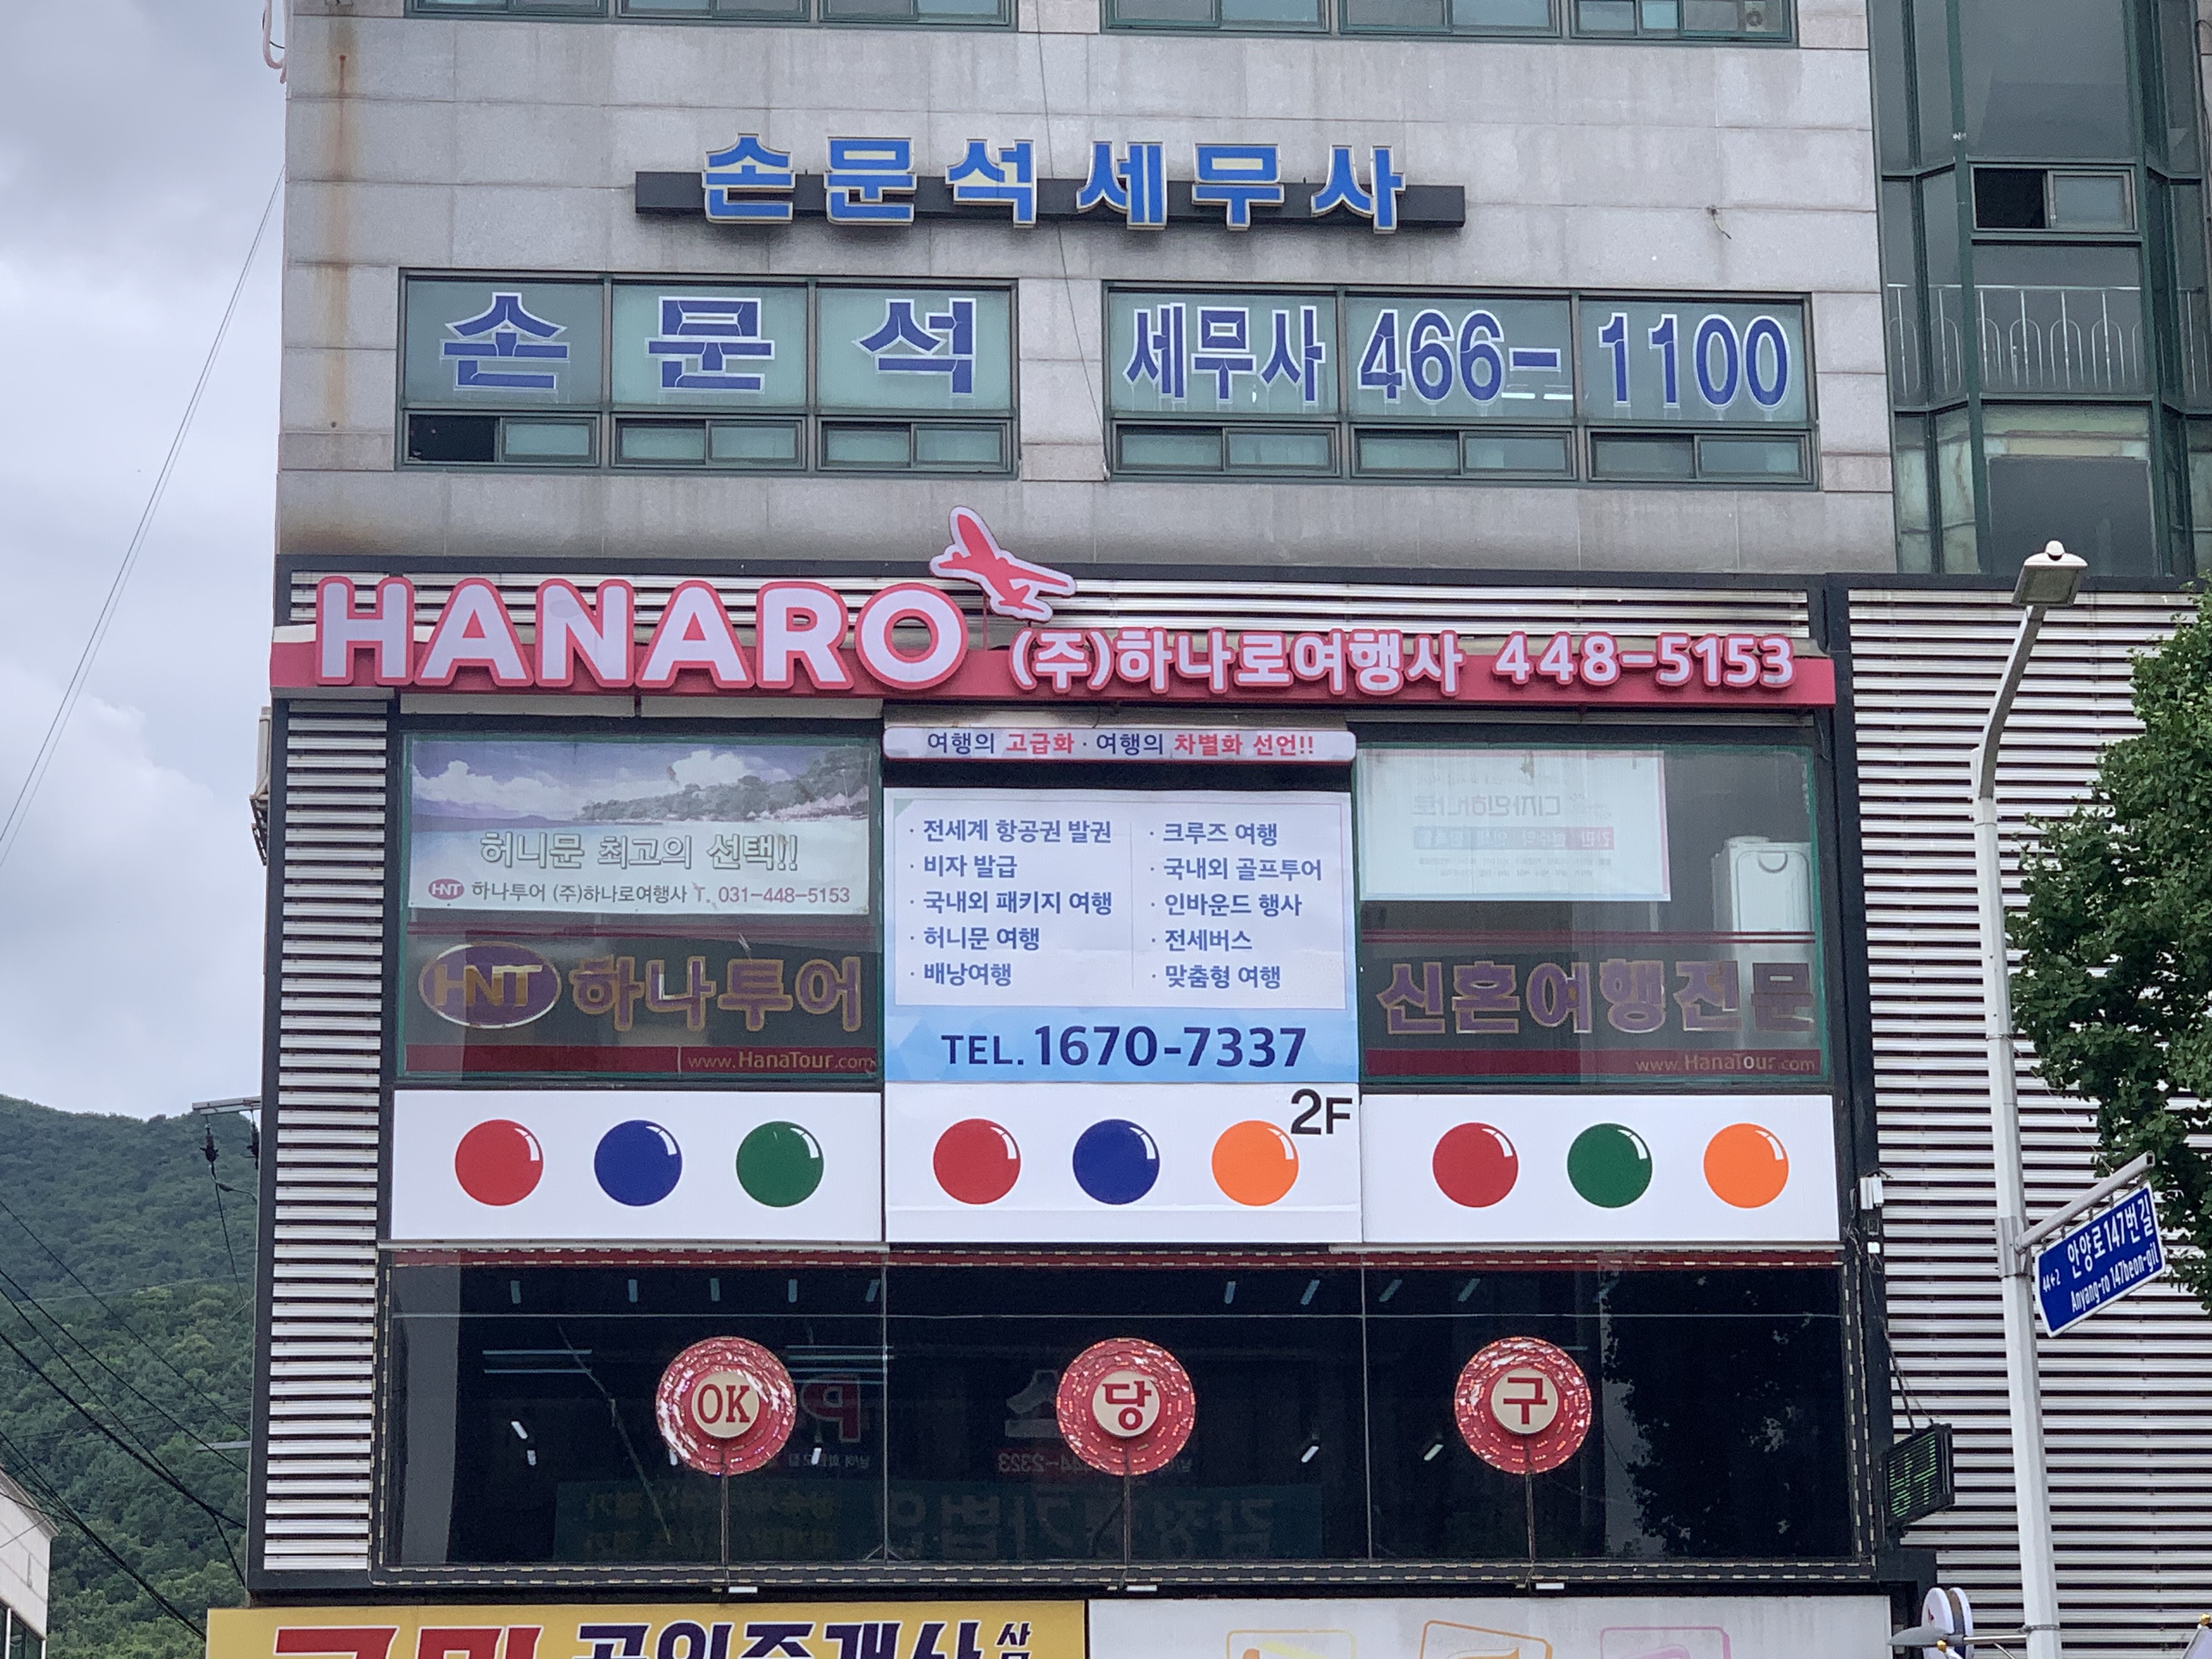 손문석세무사
손 문 석 세무사 466-1100
HANARO (주)하나로여행사 448-5153
여행의 고급화 · 여행의 차별화 선언!!
허니문 최고의 선택!!
HNT 하나투어 (주)하나로여행사 T. 031-448-5153
HNT 하나투어
www.HanaTour.com
· 전세계 항공권 발권
· 비자 발급
· 국내외 패키지 여행
· 허니문 여행
· 배낭여행
· 크루즈 여행
· 국내외 골프투어
· 인바운드 행사
· 전세버스
· 맞춤형 여행
TEL. 1670-7337
신혼여행전문
www.HanaTour.com
2F
안양로147번길
Anyang-ro 147beon-gil
OK 당 구
공인중개사